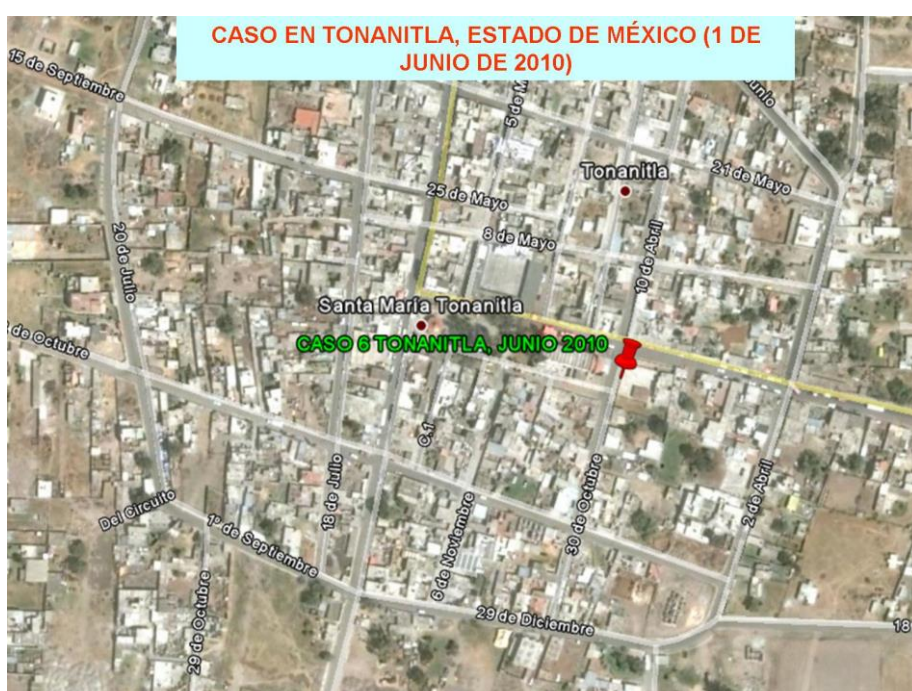 CASO EN TONANITLA, ESTADO DE MÉXICO (1 DE
JUNIO DE 2010)
15 de Septiembre
5 de
Junio
Tonanitla
21 de Mayo
25 de Mayo
8 de Mayo
20 de Julio
10 de Abril
Santa María Tonanitla
de Octubre
CASO 6 TONANITLA, JUNIO 2010
C.1
18 de Julio
30 de Octubre
2 de Abril
Del Circuito
1º de Septiembre
6 de Noviembre
29 de Octubre
29 de Diciembre